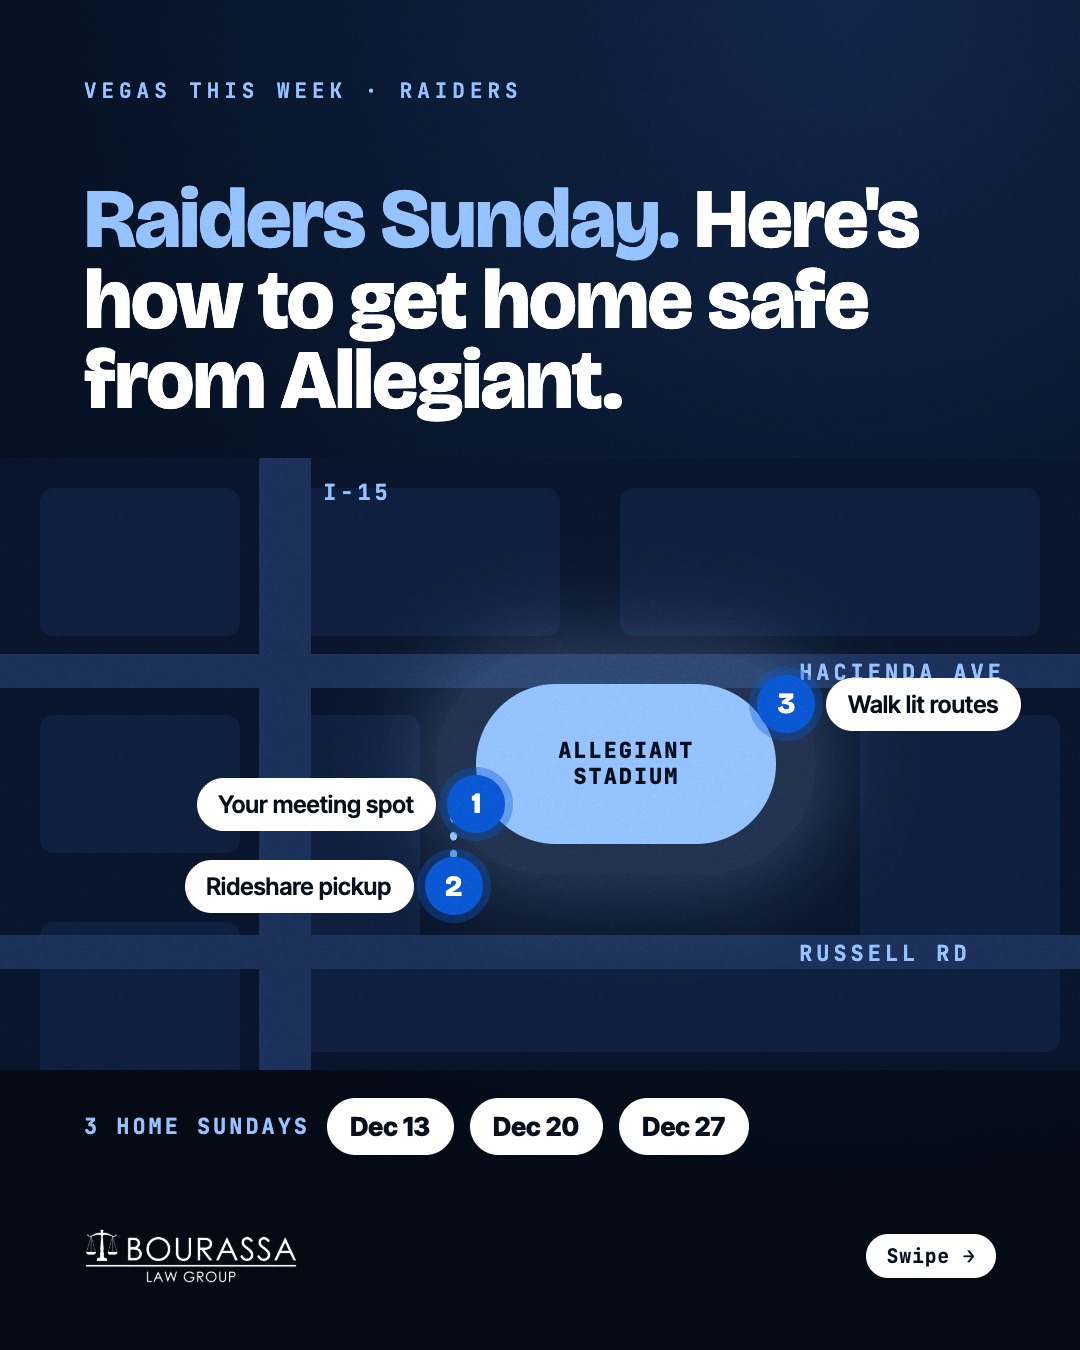 VEGAS THIS WEEK · RAIDERS
Raiders Sunday. Here's
how to get home safe
from Allegiant.
I-15
HACIENDA AVE
3 Walk lit routes
ALLEGIANT
STADIUM
Your meeting spot 1
Rideshare pickup 2
RUSSELL RD
3 HOME SUNDAYS Dec 13 Dec 20 Dec 27
BOURASSA
LAW GROUP
Swipe →